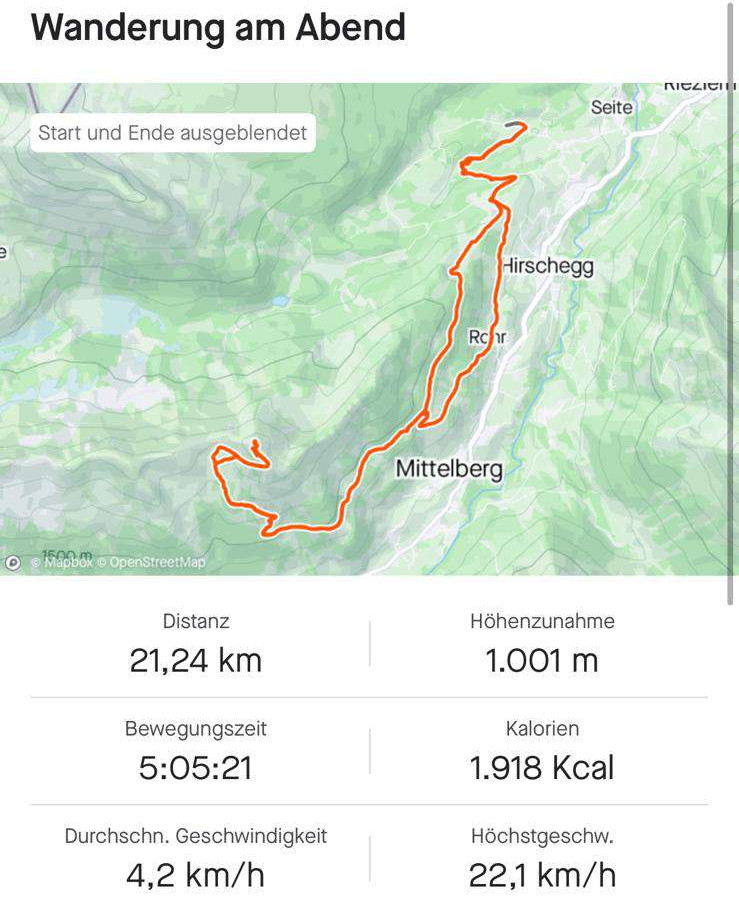 Wanderung am Abend
Riezlern
Seite
Start und Ende ausgeblendet
e
Hirschegg
Rohr
Mittelberg
1500 m
© Mapbox © OpenStreetMap
Distanz
21,24 km
Höhenzunahme
1.001 m
Bewegungszeit
5:05:21
Kalorien
1.918 Kcal
Durchschn. Geschwindigkeit
4,2 km/h
Höchstgeschw.
22,1 km/h